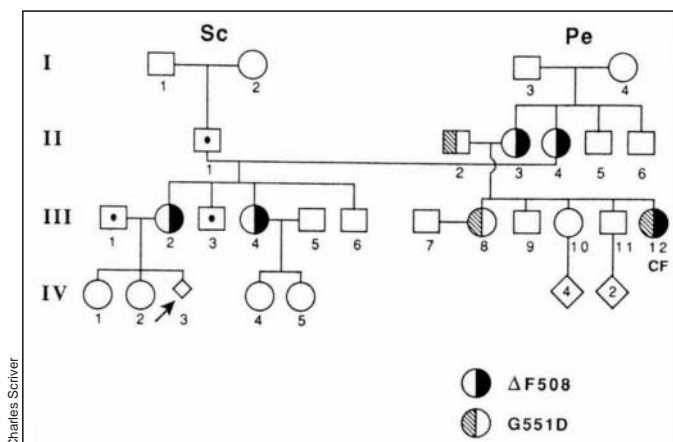 Sc Pe
I
1 2 3 4
II
1 2 3 4 5 6
III
1 2 3 4 5 6 7 8 9 10 11 12
CF
IV
1 2 3 4 5 4 2
ΔF508
G551D
Charles Scriver